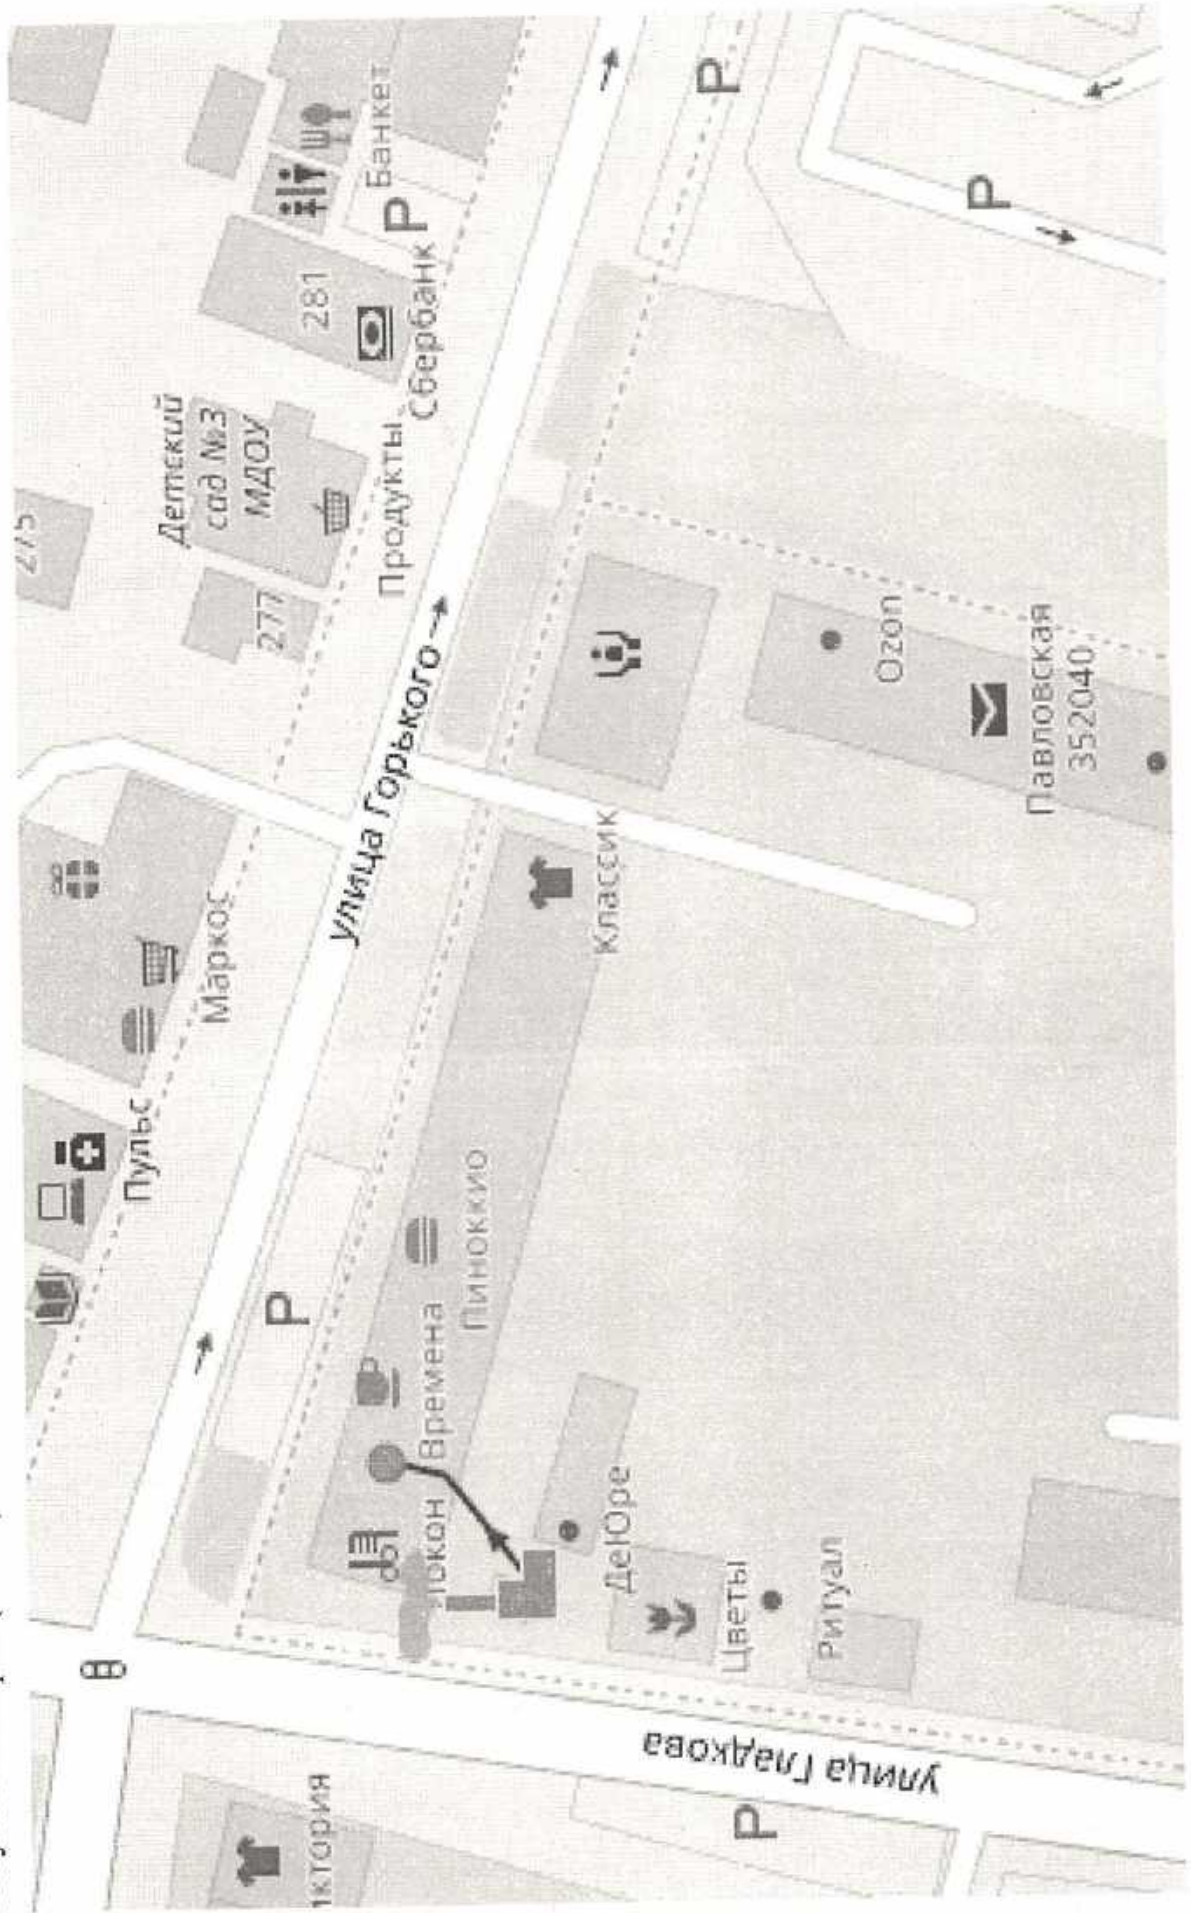 Банкет
P
281
Сбербанк
Детский
сад №3
МДОУ
Продукты
277
275
улица Горького
Маркос
Пульс
P
P
P
Ozon
Павловская
352040
Классик
Пиноккио
Времена
ДеЮре
Цветы
Ритуал
улица Гладкова
P